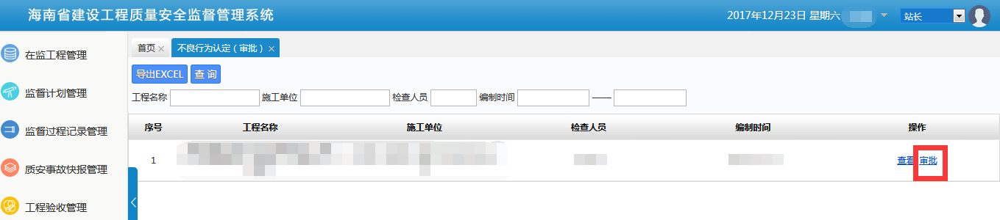 海南省建设工程质量安全监督管理系统 2017年12月23日 星期六 站长
在监工程管理
监督计划管理
监督过程记录管理
质安事故快报管理
工程验收管理
首页 不良行为认定（审批）
导出EXCEL 查 询
工程名称 施工单位 检查人员 编制时间 ——
序号 工程名称 施工单位 检查人员 编制时间 操作
1 查看 审批